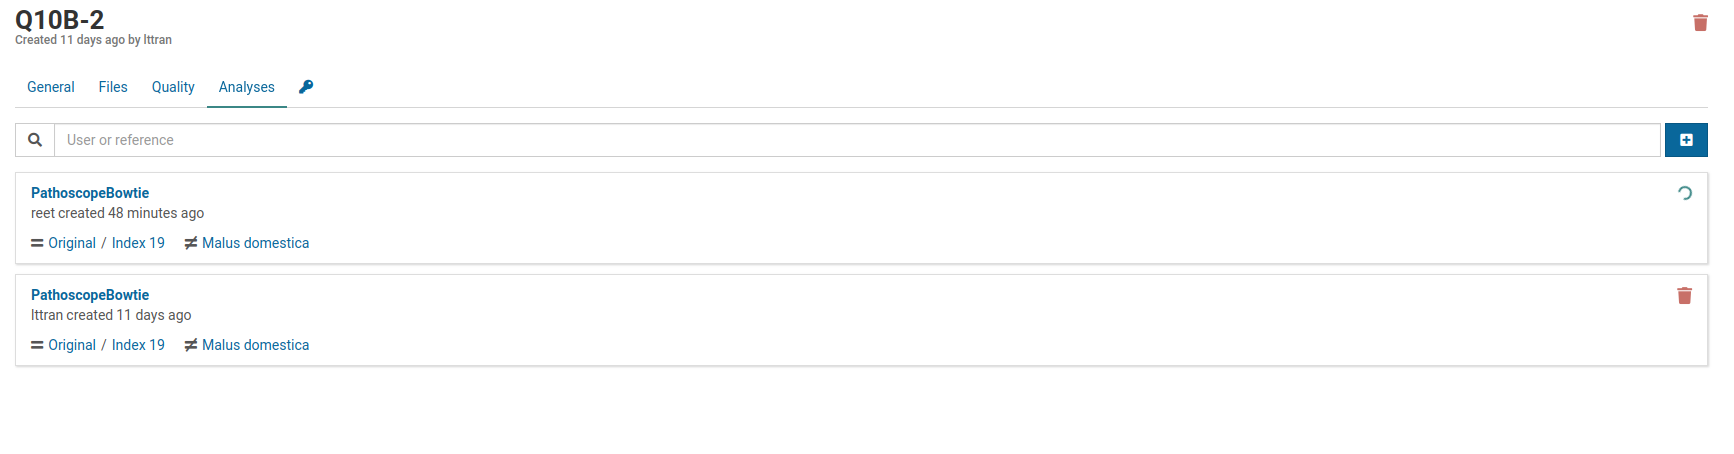 Q10B-2
Created 11 days ago by lttran
General Files Quality Analyses
User or reference
PathoscopeBowtie
reet created 48 minutes ago
Original / Index 19 Malus domestica
PathoscopeBowtie
lttran created 11 days ago
Original / Index 19 Malus domestica